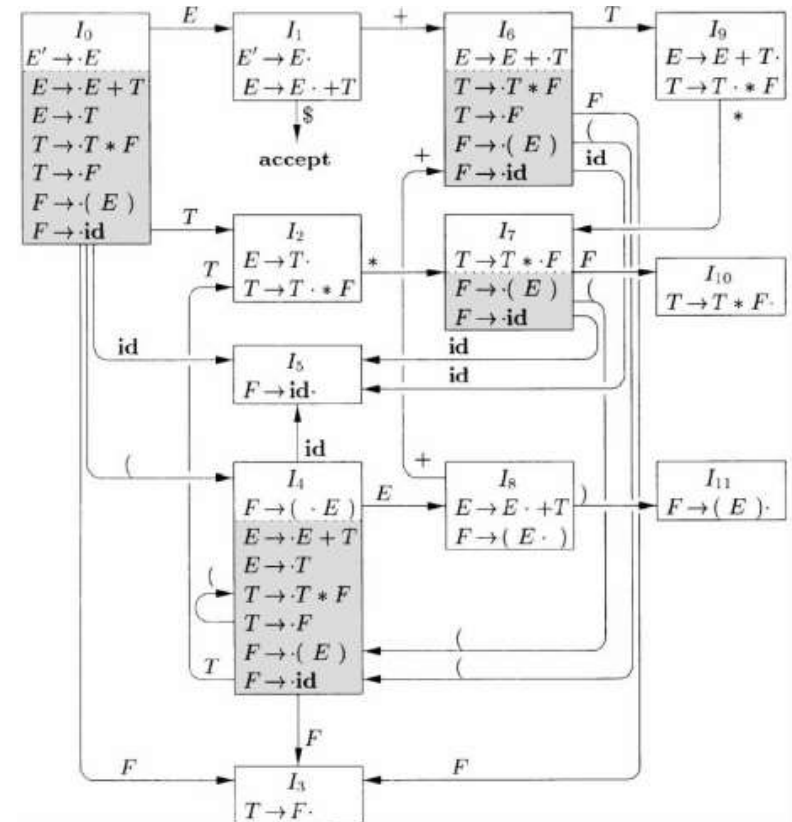 I₀
E' → ·E
E → ·E + T
E → ·T
T → ·T * F
T → ·F
F → ·( E )
F → ·id
E
I₁
E' → E·
E → E · +T
$
accept
+
I₆
E → E + ·T
T → ·T * F
T → ·F
F → ·( E )
F → ·id
T
I₉
E → E + T·
T → T · * F
*
F
(
id
+
T
I₂
E → T·
T → T · * F
T
*
I₇
T → T * ·F
F → ·( E )
F → ·id
F
(
I₁₀
T → T * F·
id
I₅
F → id·
id
id
id
(
I₄
F → ( · E )
E → ·E + T
E → ·T
T → ·T * F
T → ·F
F → ·( E )
F → ·id
(
T
E
+
I₈
E → E · +T
F → ( E · )
)
I₁₁
F → ( E )·
(
(
F
F
I₃
T → F·
F